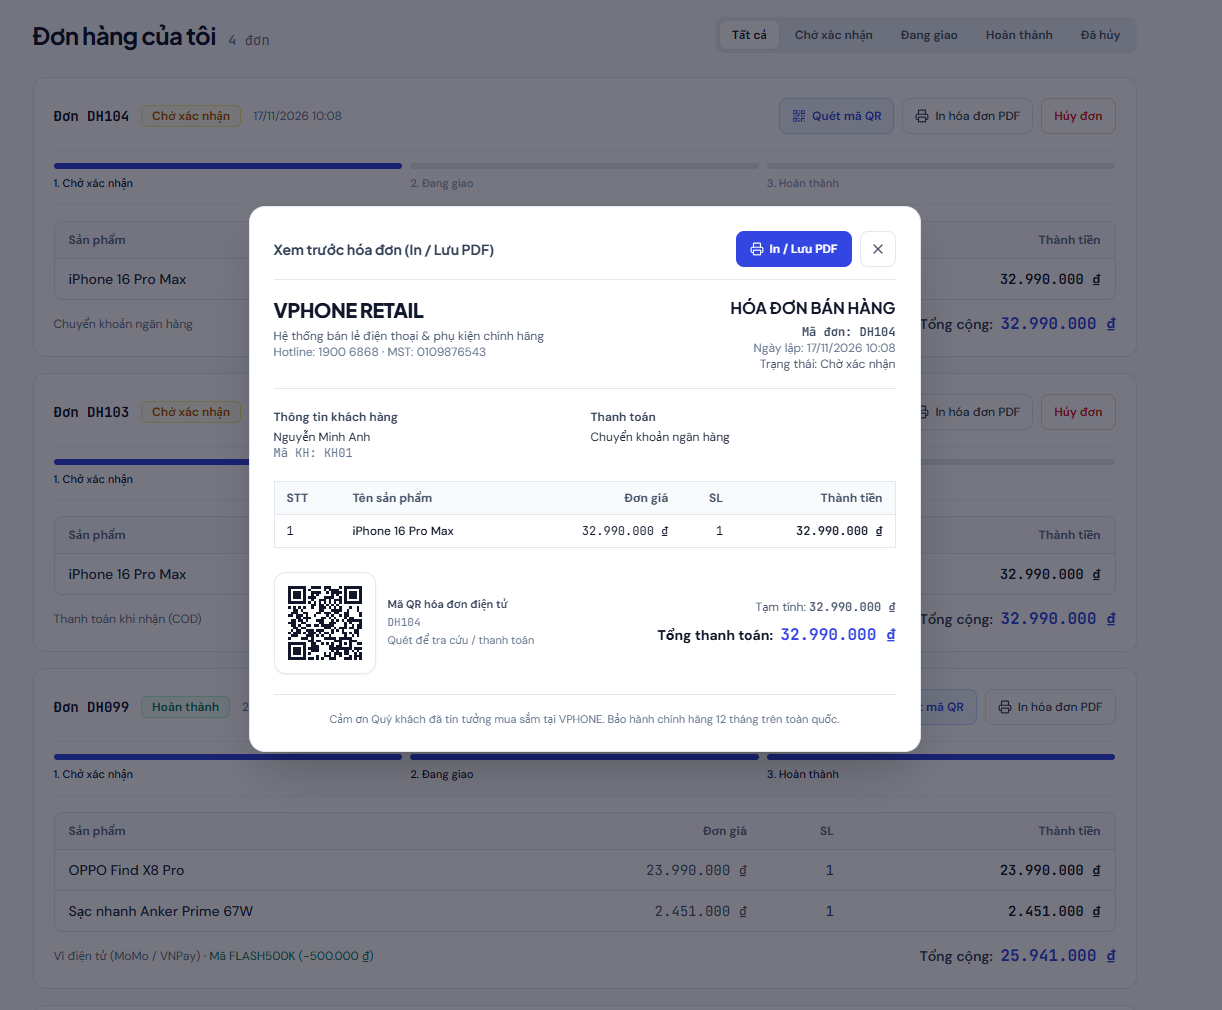 Đơn hàng của tôi 4 đơn
Tất cả Chờ xác nhận Đang giao Hoàn thành Đã hủy
Đơn DH104 Chờ xác nhận 17/11/2026 10:08 Quét mã QR In hóa đơn PDF Hủy đơn
1. Chờ xác nhận 2. Đang giao 3. Hoàn thành
Sản phẩm Thành tiền
iPhone 16 Pro Max 32.990.000 ₫
Chuyển khoản ngân hàng Tổng cộng: 32.990.000 ₫
Đơn DH103 Chờ xác nhận In hóa đơn PDF Hủy đơn
1. Chờ xác nhận
Sản phẩm Thành tiền
iPhone 16 Pro Max 32.990.000 ₫
Thanh toán khi nhận (COD) Tổng cộng: 32.990.000 ₫
Xem trước hóa đơn (In / Lưu PDF) In / Lưu PDF
VPHONE RETAIL
Hệ thống bán lẻ điện thoại & phụ kiện chính hãng
Hotline: 1900 6868 · MST: 0109876543
HÓA ĐƠN BÁN HÀNG
Mã đơn: DH104
Ngày lập: 17/11/2026 10:08
Trạng thái: Chờ xác nhận
Thông tin khách hàng
Nguyễn Minh Anh
Mã KH: KH01
Thanh toán
Chuyển khoản ngân hàng
STT Tên sản phẩm Đơn giá SL Thành tiền
1 iPhone 16 Pro Max 32.990.000 ₫ 1 32.990.000 ₫
Mã QR hóa đơn điện tử
DH104
Quét để tra cứu / thanh toán
Tạm tính: 32.990.000 ₫
Tổng thanh toán: 32.990.000 ₫
Cảm ơn Quý khách đã tin tưởng mua sắm tại VPHONE. Bảo hành chính hãng 12 tháng trên toàn quốc.
Đơn DH099 Hoàn thành 2 mã QR In hóa đơn PDF
1. Chờ xác nhận 2. Đang giao 3. Hoàn thành
Sản phẩm Đơn giá SL Thành tiền
OPPO Find X8 Pro 23.990.000 ₫ 1 23.990.000 ₫
Sạc nhanh Anker Prime 67W 2.451.000 ₫ 1 2.451.000 ₫
Ví điện tử (MoMo / VNPay) · Mã FLASH500K (−500.000 ₫) Tổng cộng: 25.941.000 ₫